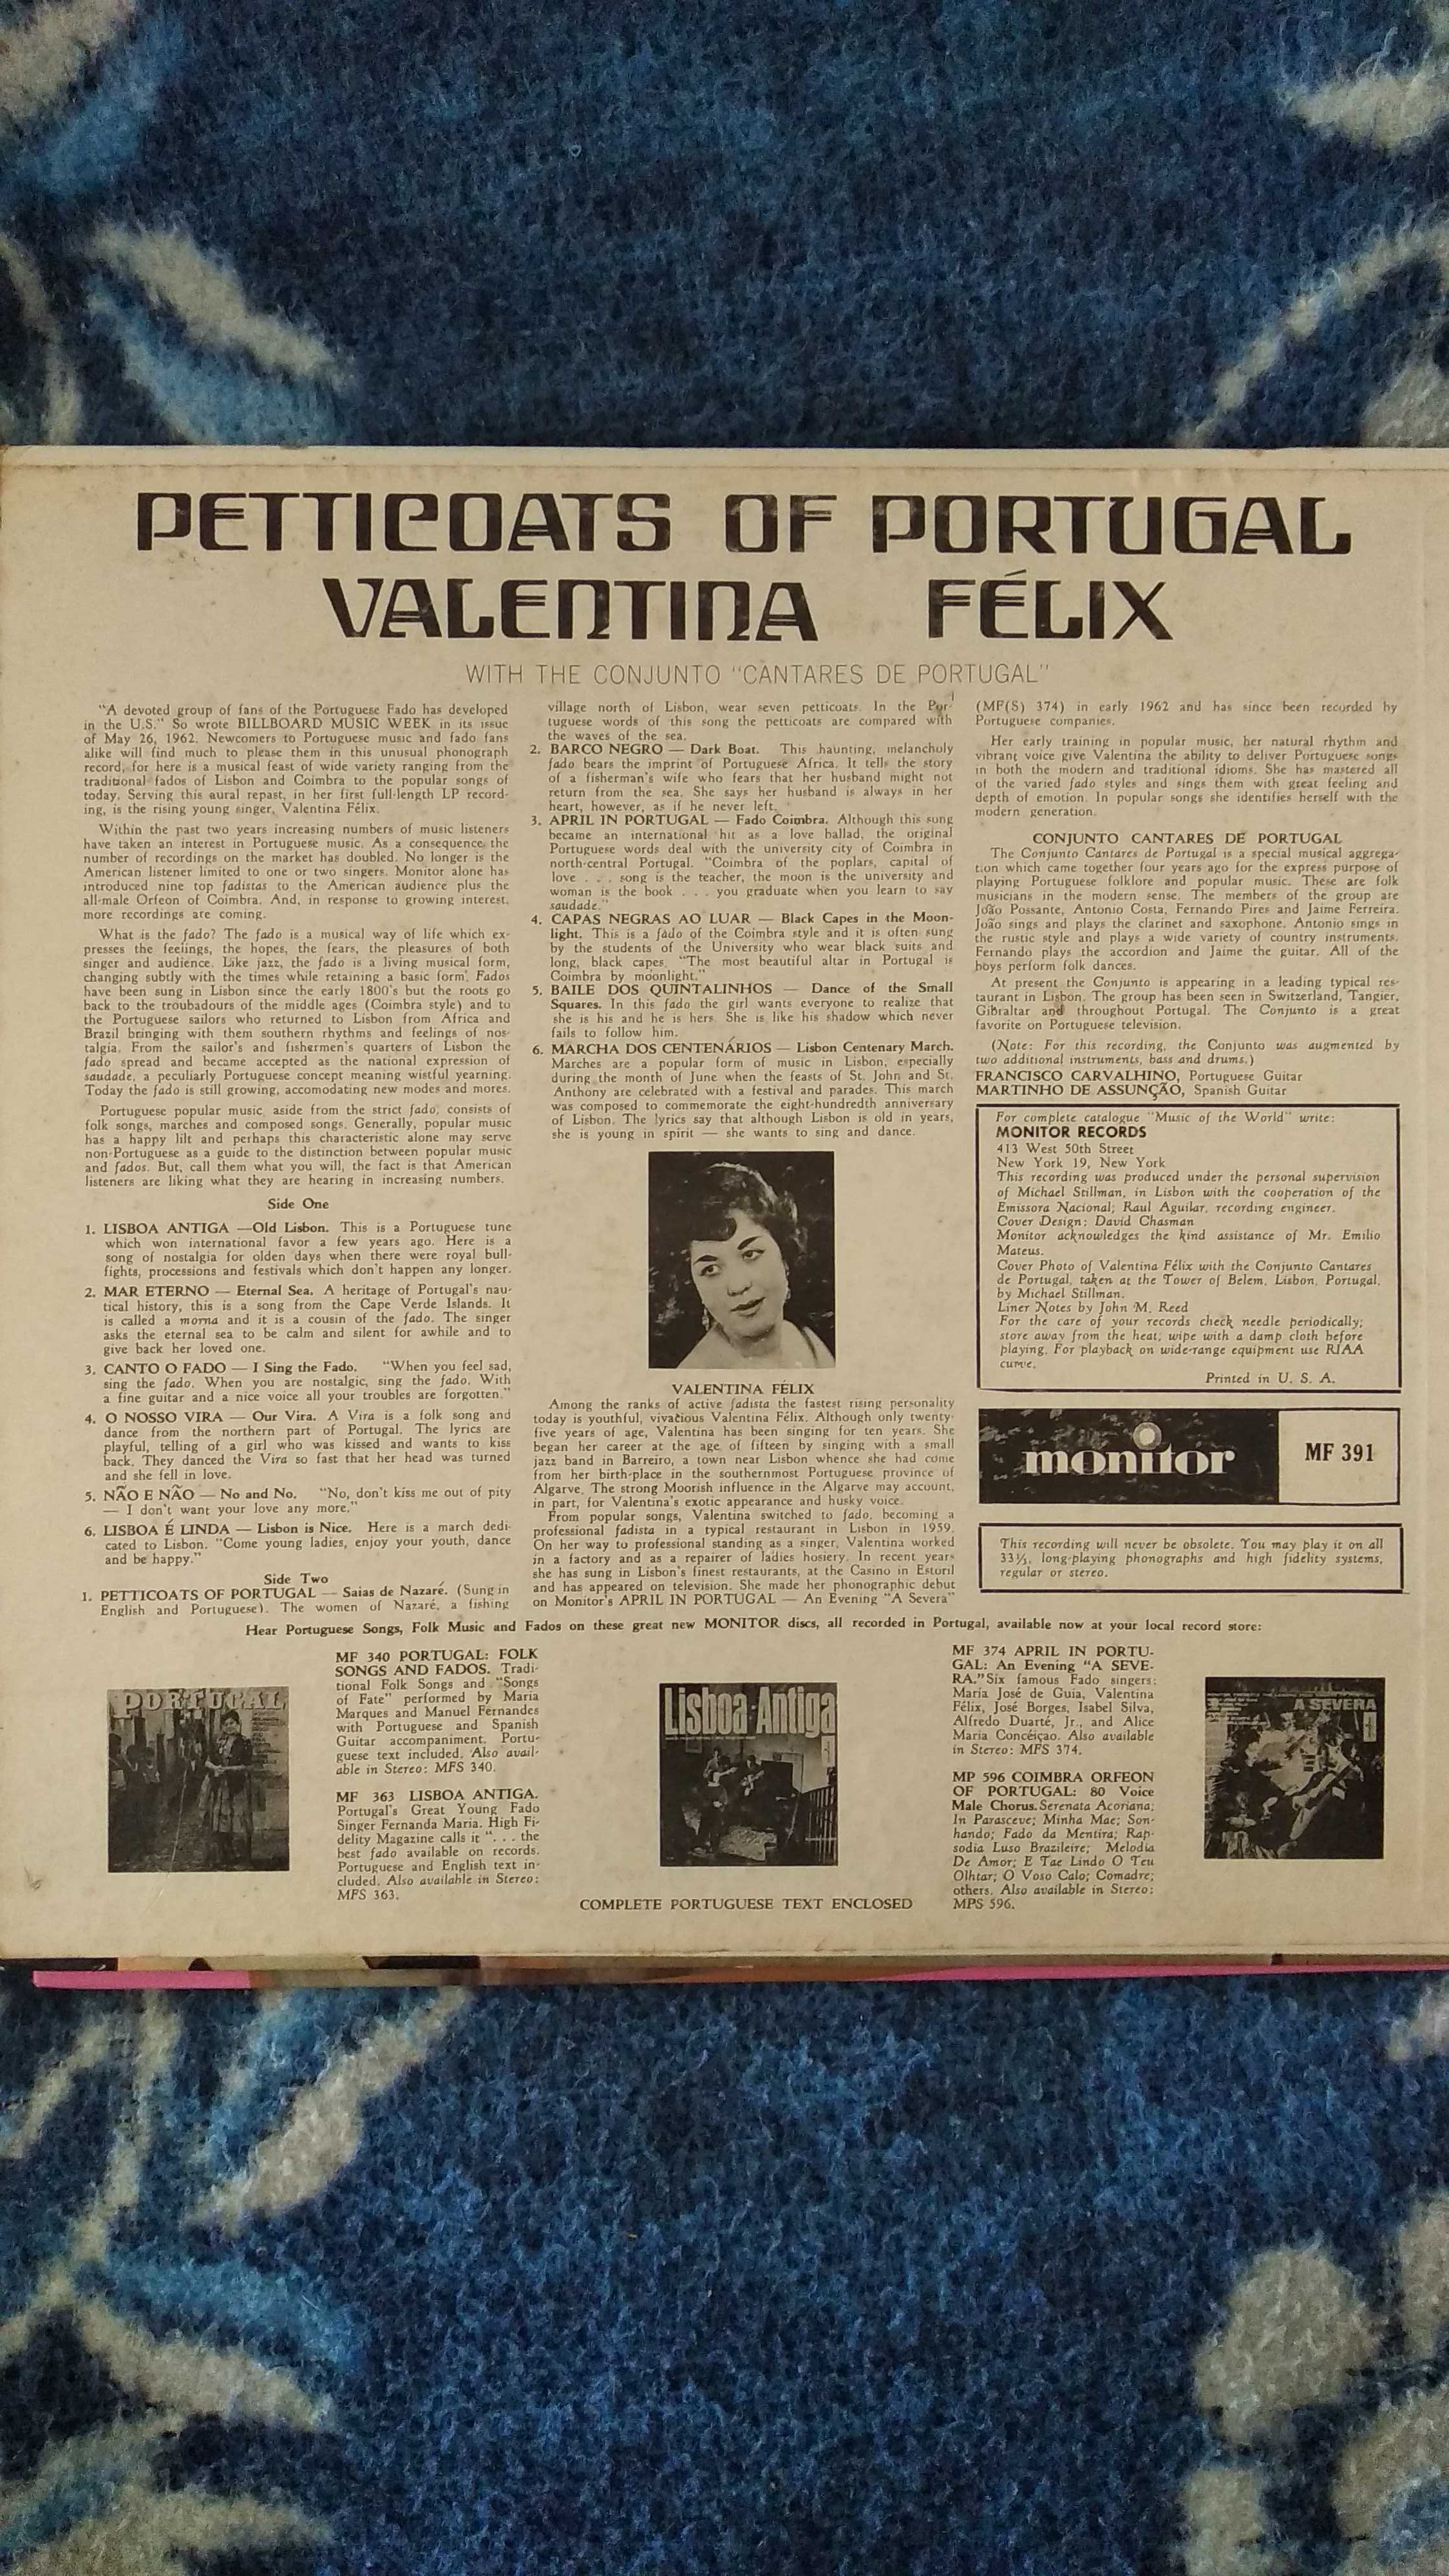 PETTICOATS OF PORTUGAL
VALENTINA FÉLIX
WITH THE CONJUNTO "CANTARES DE PORTUGAL"
"A devoted group of fans of the Portuguese Fado has developed
in the U.S." So wrote BILLBOARD MUSIC WEEK in its issue
of May 26, 1962. Newcomers to Portuguese music and fado fans
alike will find much to please them in this unusual phonograph
record, for here is a musical feast of wide variety ranging from the
traditional fados of Lisbon and Coimbra to the popular songs of
today. Serving this aural repast, in her first full-length LP record-
ing, is the rising young singer, Valentina Félix.
Within the past two years increasing numbers of music listeners
have taken an interest in Portuguese music. As a consequence the
number of recordings on the market has doubled. No longer is the
American listener limited to one or two singers. Monitor alone has
introduced nine top fadistas to the American audience plus the
all-male Orfeon of Coimbra. And, in response to growing interest,
more recordings are coming.
What is the fado? The fado is a musical way of life which ex-
presses the feelings, the hopes, the fears, the pleasures of both
singer and audience. Like jazz, the fado is a living musical form,
changing subtly with the times while retaining a basic form. Fados
have been sung in Lisbon since the early 1800's but the roots go
back to the troubadours of the middle ages (Coimbra style) and to
the Portuguese sailors who returned to Lisbon from Africa and
Brazil bringing with them southern rhythms and feelings of nos-
talgia. From the sailor's and fishermen's quarters of Lisbon the
fado spread and became accepted as the national expression of
saudade, a peculiarly Portuguese concept meaning wistful yearning.
Today the fado is still growing, accomodating new modes and mores.
Portuguese popular music, aside from the strict fado, consists of
folk songs, marches and composed songs. Generally, popular music
has a happy lilt and perhaps this characteristic alone may serve
non-Portuguese as a guide to the distinction between popular music
and fados. But, call them what you will, the fact is that American
listeners are liking what they are hearing in increasing numbers.
Side One
1. LISBOA ANTIGA —Old Lisbon. This is a Portuguese tune
which won international favor a few years ago. Here is a
song of nostalgia for olden days when there were royal bull-
fights, processions and festivals which don't happen any longer.
2. MAR ETERNO — Eternal Sea. A heritage of Portugal's nau-
tical history, this is a song from the Cape Verde Islands. It
is called a morna and it is a cousin of the fado. The singer
asks the eternal sea to be calm and silent for awhile and to
give back her loved one.
3. CANTO O FADO — I Sing the Fado. "When you feel sad,
sing the fado. When you are nostalgic, sing the fado. With
a fine guitar and a nice voice all your troubles are forgotten."
4. O NOSSO VIRA — Our Vira. A Vira is a folk song and
dance from the northern part of Portugal. The lyrics are
playful, telling of a girl who was kissed and wants to kiss
back. They danced the Vira so fast that her head was turned
and she fell in love.
5. NÃO E NÃO — No and No. "No, don't kiss me out of pity
— I don't want your love any more."
6. LISBOA É LINDA — Lisbon is Nice. Here is a march dedi-
cated to Lisbon. "Come young ladies, enjoy your youth, dance
and be happy."
Side Two
1. PETTICOATS OF PORTUGAL — Saias de Nazaré. (Sung in
English and Portuguese). The women of Nazaré, a fishing
village north of Lisbon, wear seven petticoats. In the Por-
tuguese words of this song the petticoats are compared with
the waves of the sea.
2. BARCO NEGRO — Dark Boat. This haunting, melancholy
fado bears the imprint of Portuguese Africa. It tells the story
of a fisherman's wife who fears that her husband might not
return from the sea. She says her husband is always in her
heart, however, as if he never left.
3. APRIL IN PORTUGAL — Fado Coimbra. Although this song
became an international hit as a love ballad, the original
Portuguese words deal with the university city of Coimbra in
north-central Portugal. "Coimbra of the poplars, capital of
love . . . song is the teacher, the moon is the university and
woman is the book . . . you graduate when you learn to say
saudade."
4. CAPAS NEGRAS AO LUAR — Black Capes in the Moon-
light. This is a fado of the Coimbra style and it is often sung
by the students of the University who wear black suits and
long, black capes. "The most beautiful altar in Portugal is
Coimbra by moonlight."
5. BAILE DOS QUINTALINHOS — Dance of the Small
Squares. In this fado the girl wants everyone to realize that
she is his and he is hers. She is like his shadow which never
fails to follow him.
6. MARCHA DOS CENTENÁRIOS — Lisbon Centenary March.
Marches are a popular form of music in Lisbon, especially
during the month of June when the feasts of St. John and St.
Anthony are celebrated with a festival and parades. This march
was composed to commemorate the eight-hundredth anniversary
of Lisbon. The lyrics say that although Lisbon is old in years,
she is young in spirit — she wants to sing and dance.
VALENTINA FÉLIX
Among the ranks of active fadista the fastest rising personality
today is youthful, vivacious Valentina Félix. Although only twenty-
five years of age, Valentina has been singing for ten years. She
began her career at the age of fifteen by singing with a small
jazz band in Barreiro, a town near Lisbon whence she had come
from her birth-place in the southernmost Portuguese province of
Algarve. The strong Moorish influence in the Algarve may account,
in part, for Valentina's exotic appearance and husky voice.
From popular songs, Valentina switched to fado, becoming a
professional fadista in a typical restaurant in Lisbon in 1959.
On her way to professional standing as a singer, Valentina worked
in a factory and as a repairer of ladies hosiery. In recent years
she has sung in Lisbon's finest restaurants, at the Casino in Estoril
and has appeared on television. She made her phonographic debut
on Monitor's APRIL IN PORTUGAL — An Evening "A Severa"
(MF(S) 374) in early 1962 and has since been recorded by
Portuguese companies.
Her early training in popular music, her natural rhythm and
vibrant voice give Valentina the ability to deliver Portuguese songs
in both the modern and traditional idioms. She has mastered all
of the varied fado styles and sings them with great feeling and
depth of emotion. In popular songs she identifies herself with the
modern generation.
CONJUNTO CANTARES DE PORTUGAL
The Conjunto Cantares de Portugal is a special musical aggrega-
tion which came together four years ago for the express purpose of
playing Portuguese folklore and popular music. These are folk
musicians in the modern sense. The members of the group are
João Possante, Antonio Costa, Fernando Pires and Jaime Ferreira.
João sings and plays the clarinet and saxophone. Antonio sings in
the rustic style and plays a wide variety of country instruments.
Fernando plays the accordion and Jaime the guitar. All of the
boys perform folk dances.
At present the Conjunto is appearing in a leading typical res-
taurant in Lisbon. The group has been seen in Switzerland, Tangier,
Gibraltar and throughout Portugal. The Conjunto is a great
favorite on Portuguese television.
(Note: For this recording, the Conjunto was augmented by
two additional instruments, bass and drums.)
FRANCISCO CARVALHINO, Portuguese Guitar
MARTINHO DE ASSUNÇÃO, Spanish Guitar
For complete catalogue "Music of the World" write:
MONITOR RECORDS
413 West 50th Street
New York 19, New York
This recording was produced under the personal supervision
of Michael Stillman, in Lisbon with the cooperation of the
Emissora Nacional; Raul Aguilar, recording engineer.
Cover Design: David Chasman
Monitor acknowledges the kind assistance of Mr. Emilio
Mateus.
Cover Photo of Valentina Félix with the Conjunto Cantares
de Portugal, taken at the Tower of Belem, Lisbon, Portugal,
by Michael Stillman.
Liner Notes by John M. Reed
For the care of your records check needle periodically;
store away from the heat; wipe with a damp cloth before
playing. For playback on wide-range equipment use RIAA
curve.
Printed in U. S. A.
monitor
MF 391
This recording will never be obsolete. You may play it on all
33⅓, long-playing phonographs and high fidelity systems,
regular or stereo.
Hear Portuguese Songs, Folk Music and Fados on these great new MONITOR discs, all recorded in Portugal, available now at your local record store:
PORTUGAL
MF 340 PORTUGAL: FOLK
SONGS AND FADOS. Tradi-
tional Folk Songs and "Songs
of Fate" performed by Maria
Marques and Manuel Fernandes
with Portuguese and Spanish
Guitar accompaniment. Portu-
guese text included. Also avail-
able in Stereo: MFS 340.
MF 363 LISBOA ANTIGA.
Portugal's Great Young Fado
Singer Fernanda Maria. High Fi-
delity Magazine calls it ". . . the
best fado available on records.
Portuguese and English text in-
cluded. Also available in Stereo:
MFS 363.
Lisboa Antiga
COMPLETE PORTUGUESE TEXT ENCLOSED
MF 374 APRIL IN PORTU-
GAL: An Evening "A SEVE-
RA." Six famous Fado singers:
Maria José de Guia, Valentina
Félix, José Borges, Isabel Silva,
Alfredo Duarté, Jr., and Alice
Maria Concéiçao. Also available
in Stereo: MFS 374.
MP 596 COIMBRA ORFEON
OF PORTUGAL: 80 Voice
Male Chorus. Serenata Acoriana;
In Parasceve; Minha Mae; Son-
hando; Fado da Mentira; Rap-
sodia Luso Brazileire; Melodia
De Amor; E Tae Lindo O Teu
Olhtar; O Voso Calo; Comadre;
others. Also available in Stereo:
MPS 596.
A SEVERA